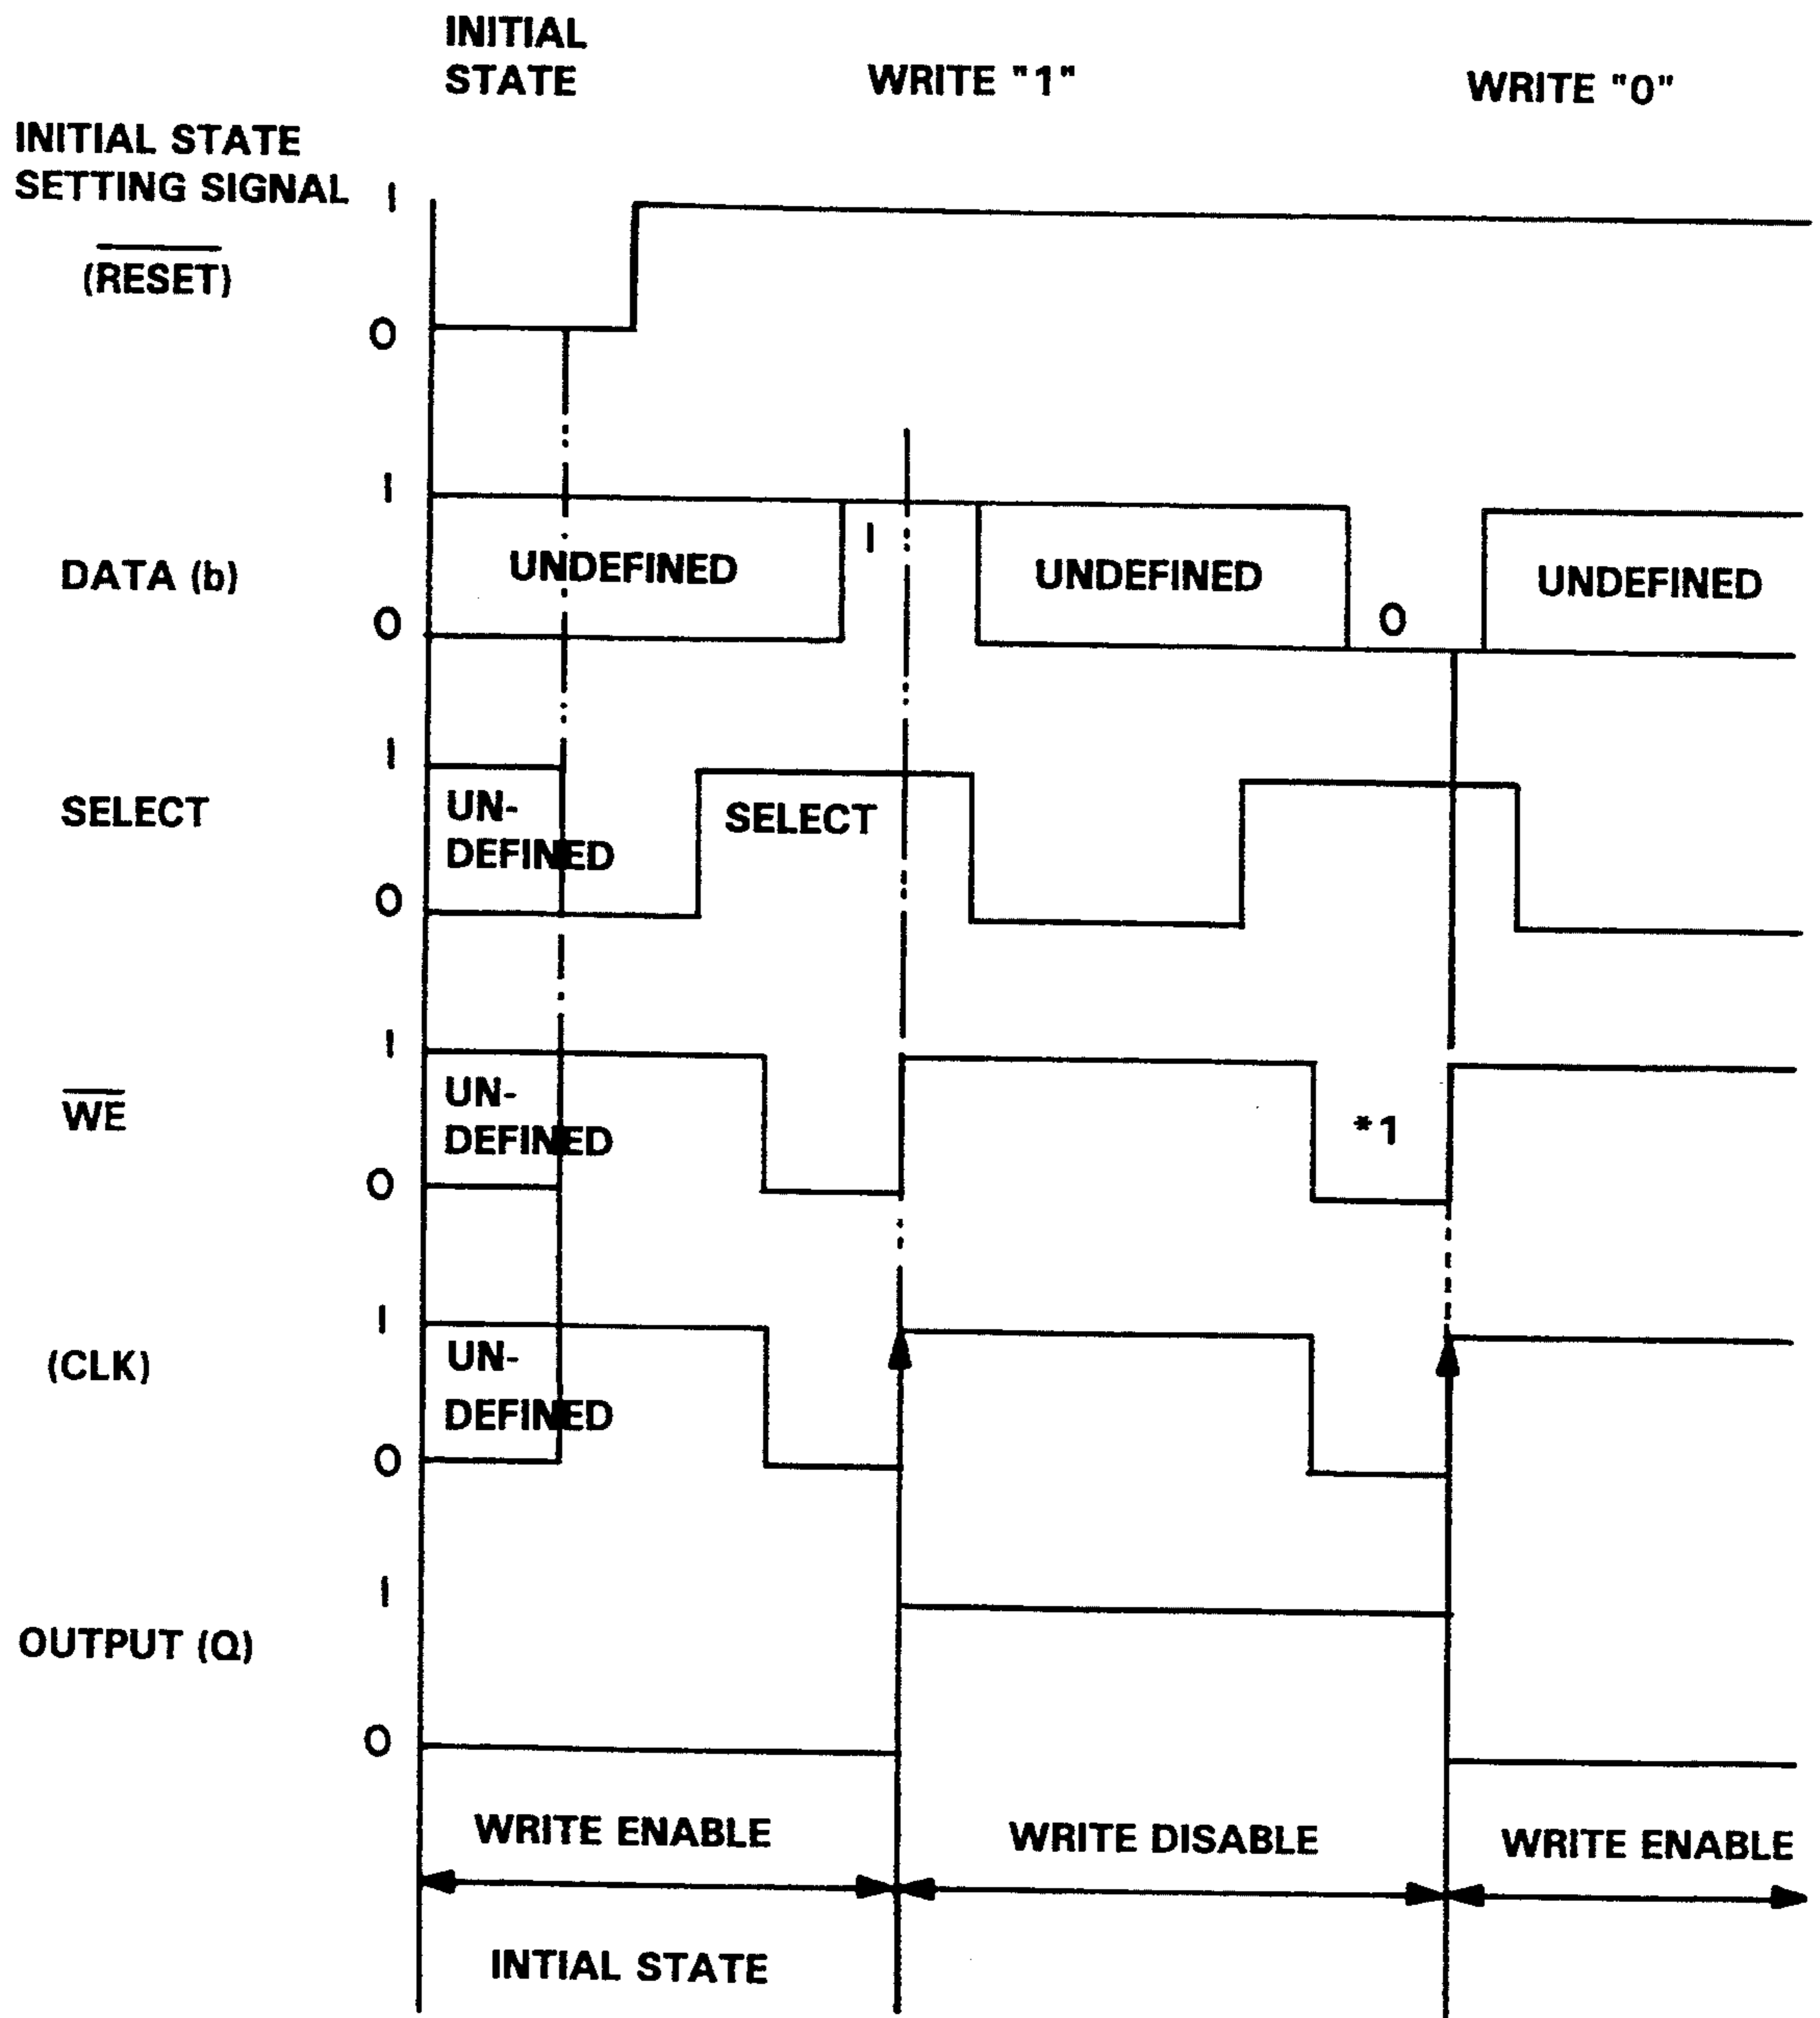 INITIAL
STATE
WRITE "1"
WRITE "0"
INITIAL STATE
SETTING SIGNAL
1
(RESET)
0
1
DATA (b)
UNDEFINED
1
UNDEFINED
0
UNDEFINED
0
1
SELECT
UN-
DEFINED
SELECT
0
1
WE
UN-
DEFINED
*1
0
1
(CLK)
UN-
DEFINED
0
1
OUTPUT (Q)
0
WRITE ENABLE
WRITE DISABLE
WRITE ENABLE
INTIAL STATE